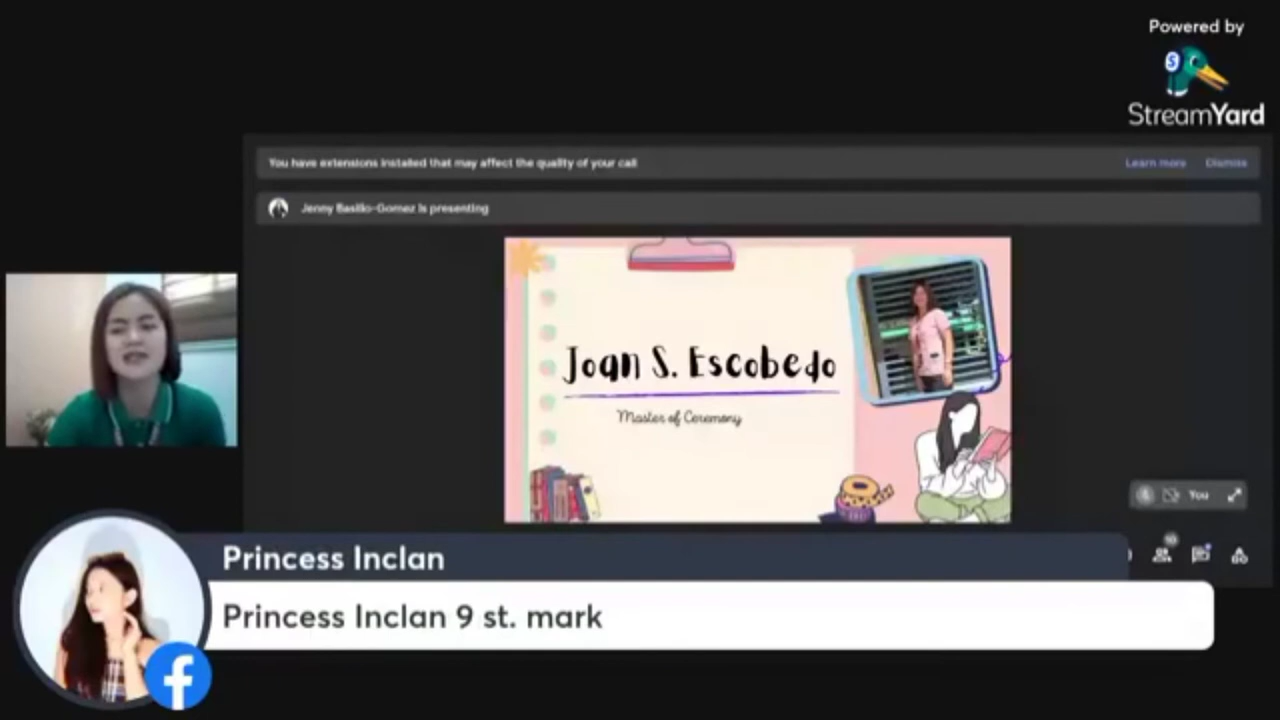 Powered by
StreamYard
You have extensions installed that may affect the quality of your call
Learn more
Dismiss
Jenny Basilio-Gomez is presenting
Joan S. Escobedo
Master of Ceremony
You
Princess Inclan
Princess Inclan 9 st. mark